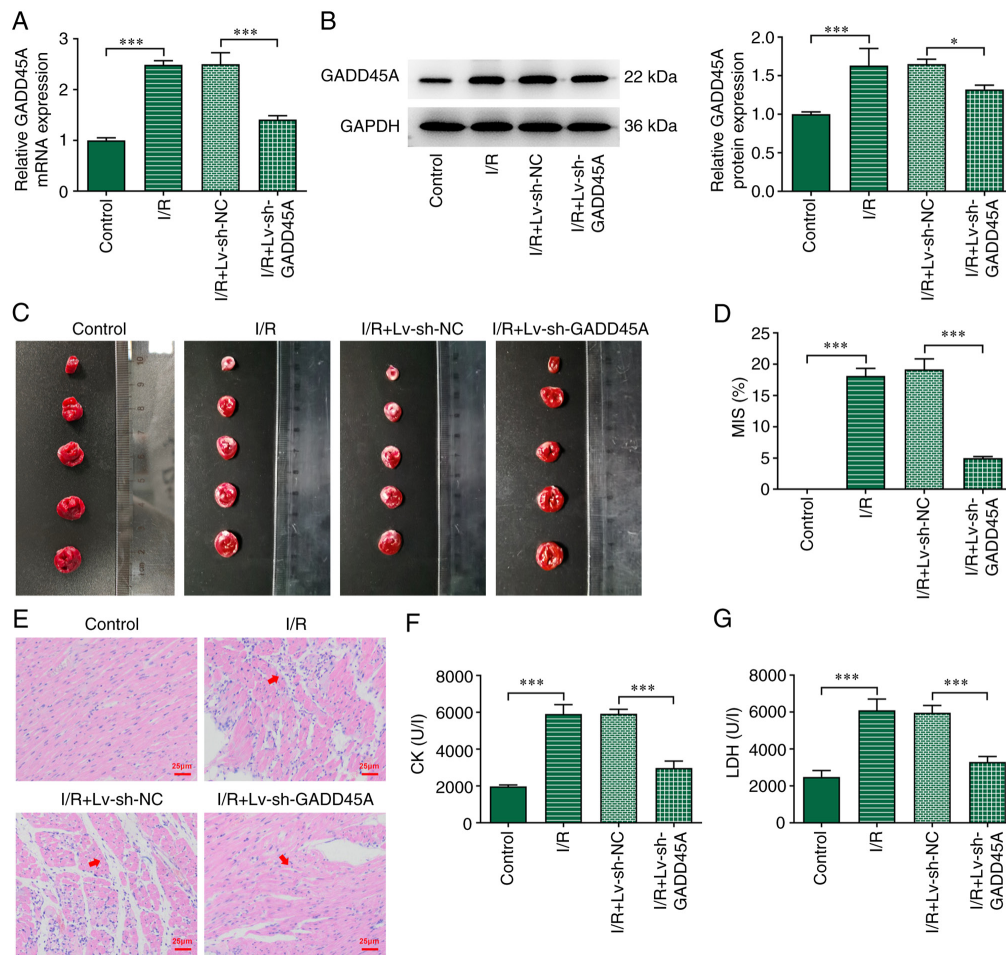 A
Relative GADD45A
mRNA expression
3
2
1
0
***
***
Control
I/R
I/R+Lv-sh-NC
I/R+Lv-sh-
GADD45A
B
GADD45A
22 kDa
GAPDH
36 kDa
Control
I/R
I/R+Lv-sh-NC
I/R+Lv-sh-
GADD45A
Relative GADD45A
protein expression
2.0
1.5
1.0
0.5
0.0
***
*
Control
I/R
I/R+Lv-sh-NC
I/R+Lv-sh-
GADD45A
C
Control
I/R
I/R+Lv-sh-NC
I/R+Lv-sh-GADD45A
D
MIS (%)
25
20
15
10
5
0
***
***
Control
I/R
I/R+Lv-sh-NC
I/R+Lv-sh-
GADD45A
E
Control
I/R
25μm
25μm
I/R+Lv-sh-NC
I/R+Lv-sh-GADD45A
25μm
25μm
F
CK (U/l)
8000
6000
4000
2000
0
***
***
Control
I/R
I/R+Lv-sh-NC
I/R+Lv-sh-
GADD45A
G
LDH (U/l)
8000
6000
4000
2000
0
***
***
Control
I/R
I/R+Lv-sh-NC
I/R+Lv-sh-
GADD45A